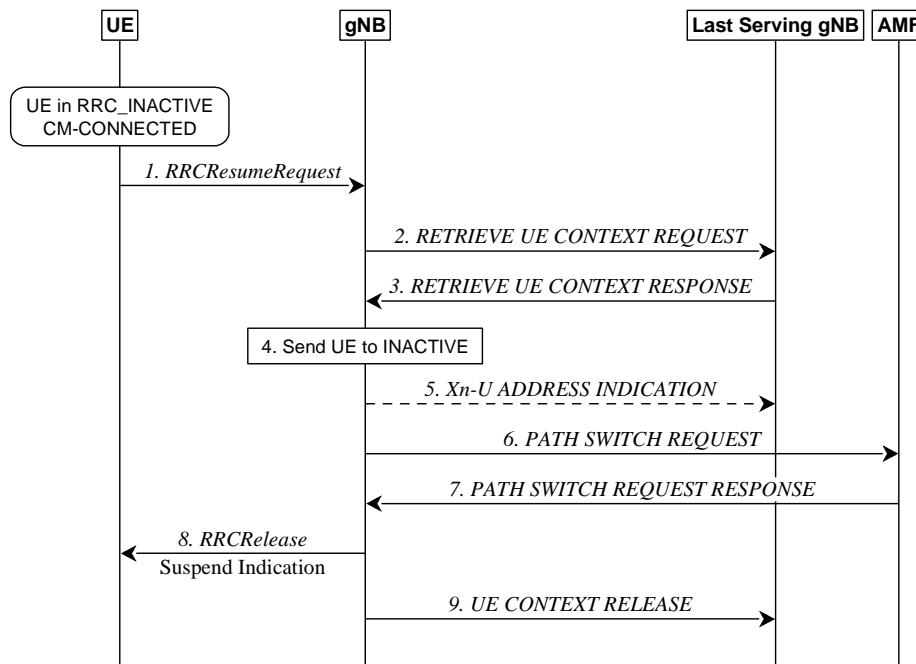 UE
gNB
Last Serving gNB
AMF
UE in RRC_INACTIVE
CM-CONNECTED
1. RRCResumeRequest
2. RETRIEVE UE CONTEXT REQUEST
3. RETRIEVE UE CONTEXT RESPONSE
4. Send UE to INACTIVE
5. Xn-U ADDRESS INDICATION
6. PATH SWITCH REQUEST
7. PATH SWITCH REQUEST RESPONSE
8. RRCRelease
Suspend Indication
9. UE CONTEXT RELEASE